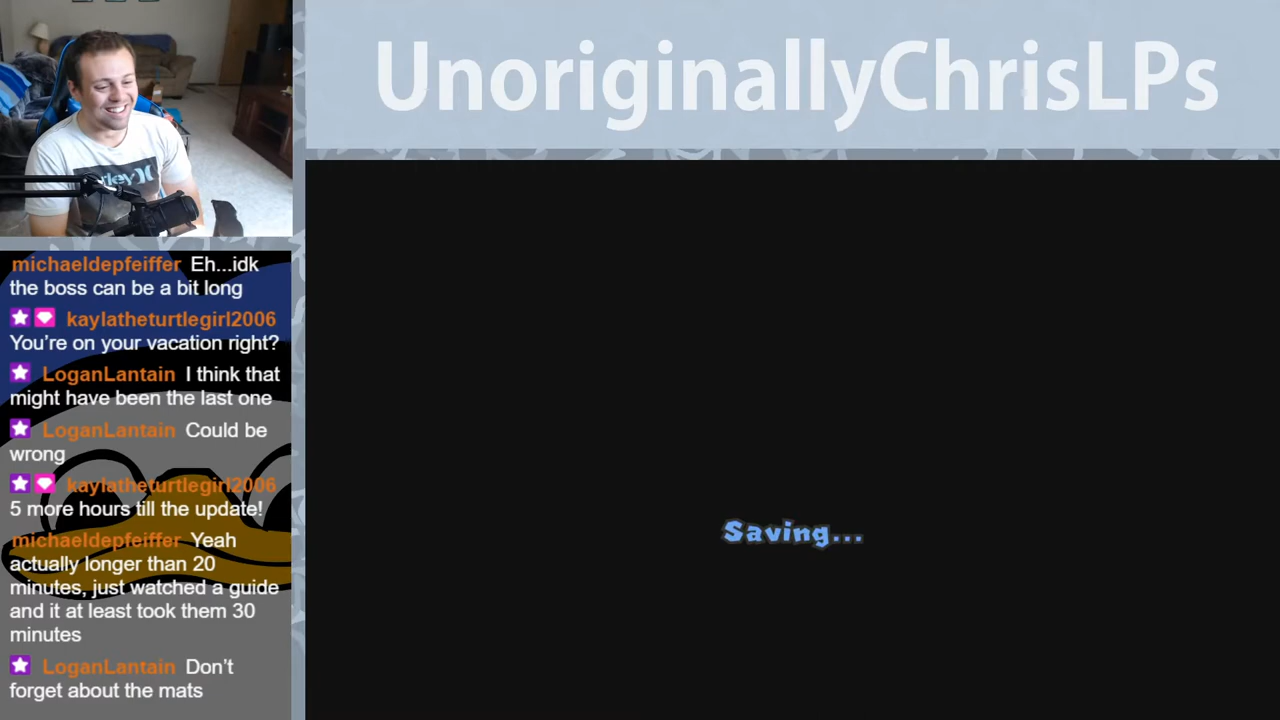 UnoriginallyChrisLPs
michaeldepfeiffer Eh...idk
the boss can be a bit long
kaylatheturtlegirl2006
You're on your vacation right?
LoganLantain I think that
might have been the last one
LoganLantain Could be
wrong
kaylatheturtlegirl2006
5 more hours till the update!
michaeldepfeiffer Yeah
actually longer than 20
minutes, just watched a guide
and it at least took them 30
minutes
LoganLantain Don't
forget about the mats
Saving...